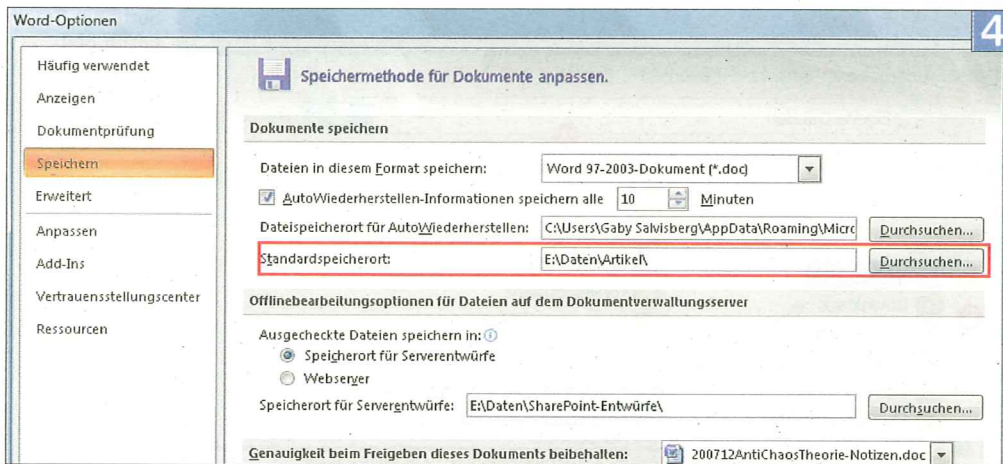 Word-Optionen
4
Häufig verwendet
Anzeigen
Dokumentprüfung
Speichern
Erweitert
Anpassen
Add-Ins
Vertrauensstellungscenter
Ressourcen
Speichermethode für Dokumente anpassen.
Dokumente speichern
Dateien in diesem Format speichern: Word 97-2003-Dokument (*.doc)
AutoWiederherstellen-Informationen speichern alle 10 Minuten
Dateispeicherort für AutoWiederherstellen: C:\Users\Gaby Salvisberg\AppData\Roaming\Micro Durchsuchen...
Standardspeicherort: E:\Daten\Artikel\ Durchsuchen...
Offlinebearbeitungsoptionen für Dateien auf dem Dokumentverwaltungsserver
Ausgecheckte Dateien speichern in:
Speicherort für Serverentwürfe
Webserver
Speicherort für Serverentwürfe: E:\Daten\SharePoint-Entwürfe\ Durchsuchen...
Genauigkeit beim Freigeben dieses Dokuments beibehalten: 200712AntiChaosTheorie-Notizen.doc